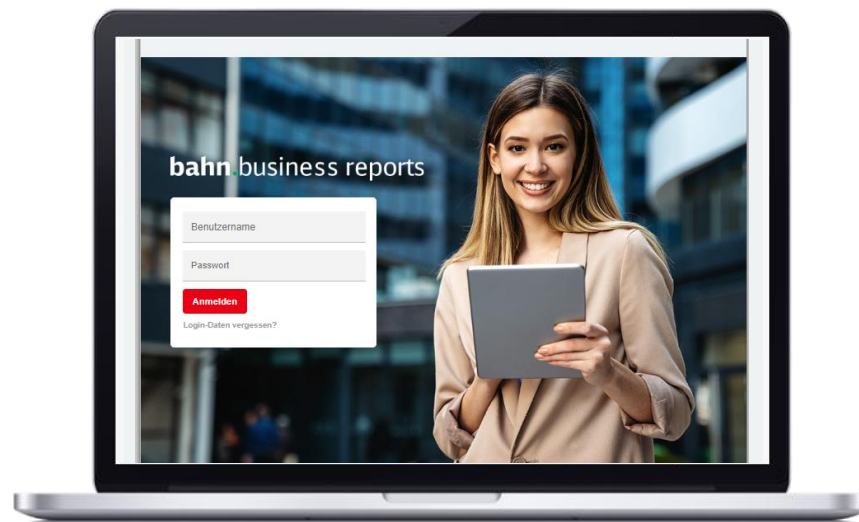 bahn.business reports
Benutzername
Passwort
Anmelden
Login-Daten vergessen?